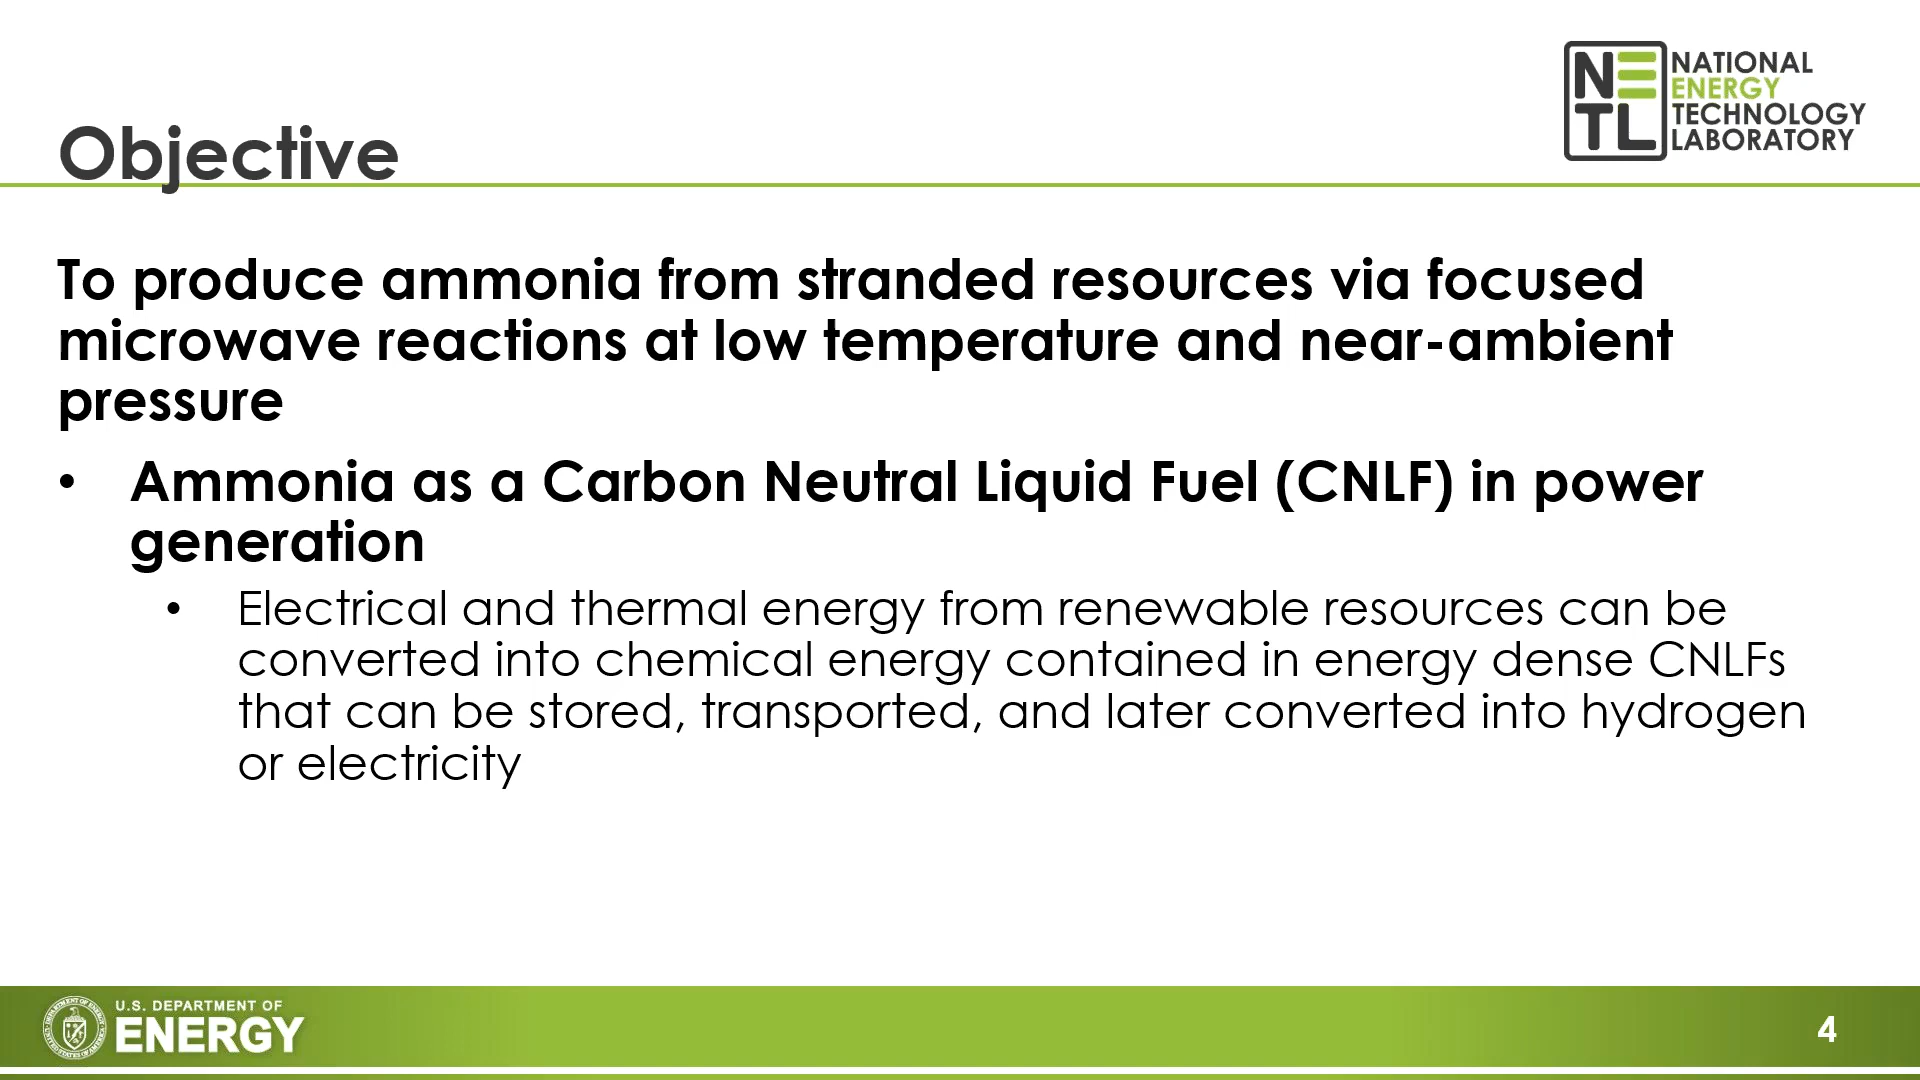 NETL
NATIONAL
ENERGY
TECHNOLOGY
LABORATORY
Objective
To produce ammonia from stranded resources via focused
microwave reactions at low temperature and near-ambient
pressure
• Ammonia as a Carbon Neutral Liquid Fuel (CNLF) in power
generation
• Electrical and thermal energy from renewable resources can be
converted into chemical energy contained in energy dense CNLFs
that can be stored, transported, and later converted into hydrogen
or electricity
U.S. DEPARTMENT OF
ENERGY
4